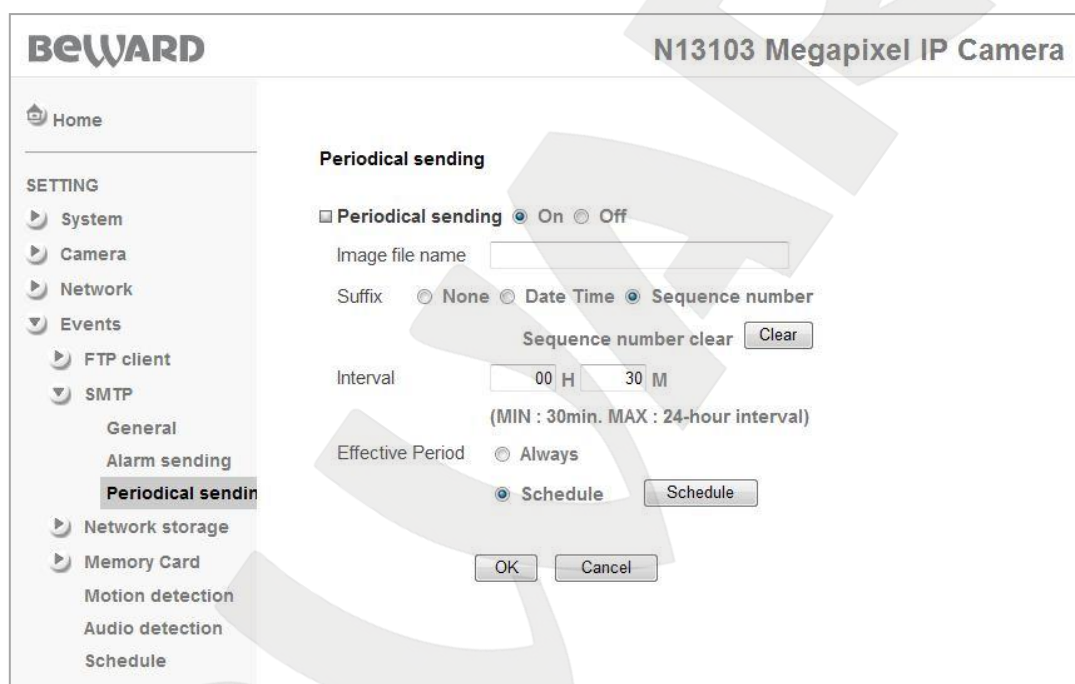 BEWARD
N13103 Megapixel IP Camera
Home
SETTING
System
Camera
Network
Events
FTP client
SMTP
General
Alarm sending
Periodical sendin
Network storage
Memory Card
Motion detection
Audio detection
Schedule
Periodical sending
Periodical sending On Off
Image file name
Suffix None Date Time Sequence number
Sequence number clear Clear
Interval 00 H 30 M
(MIN : 30min. MAX : 24-hour interval)
Effective Period Always
Schedule Schedule
OK Cancel